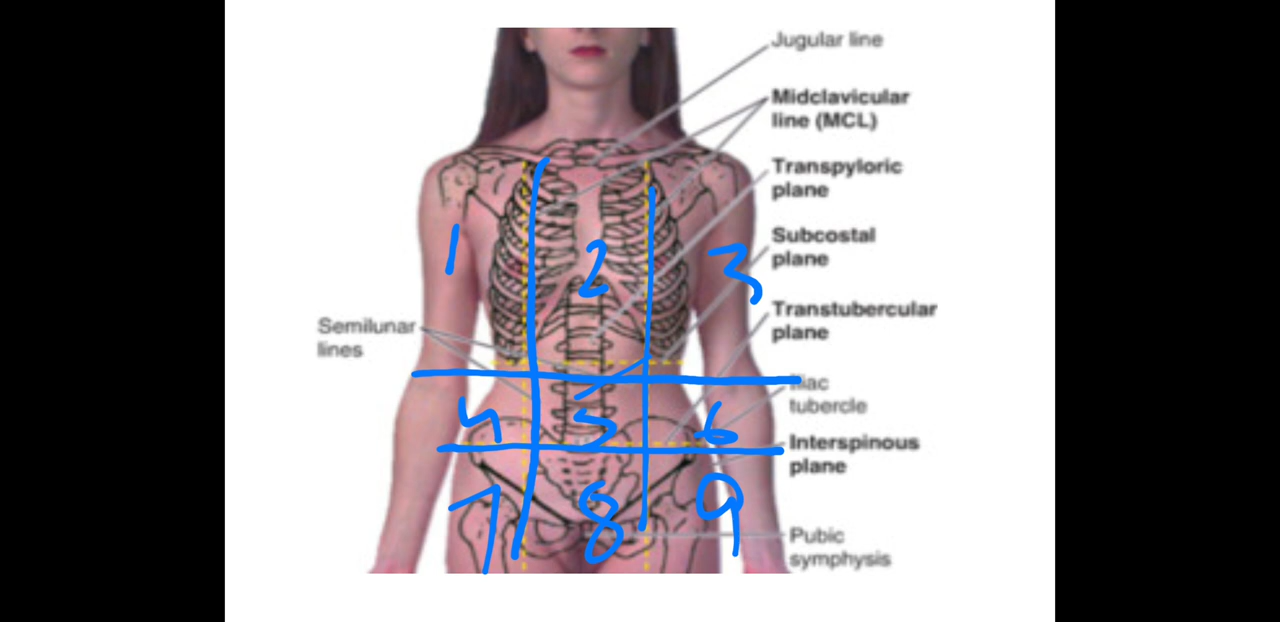 Jugular line
Midclavicular
line (MCL)
Transpyloric
plane
Subcostal
plane
Transtubercular
plane
Iliac
tubercle
Interspinous
plane
Pubic
symphysis
Semilunar
lines
1 2 3
4 5 6
7 8 9